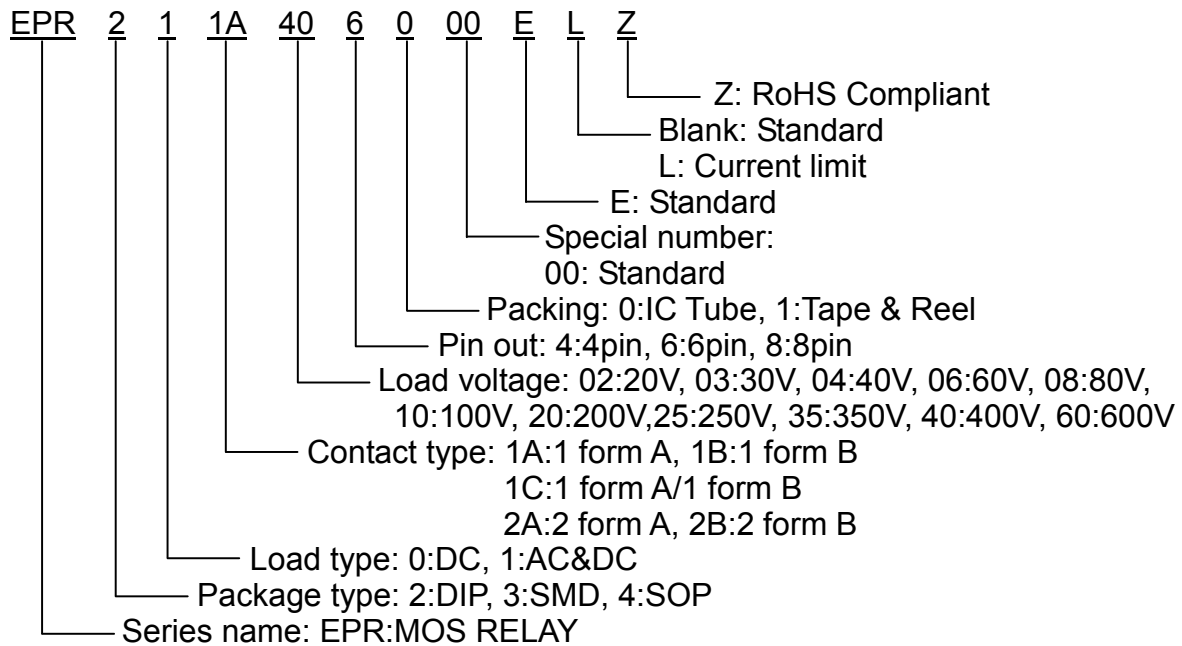 EPR 2 1 1A 40 6 0 00 E L Z
Z: RoHS Compliant
Blank: Standard
L: Current limit
E: Standard
Special number:
00: Standard
Packing: 0:IC Tube, 1:Tape & Reel
Pin out: 4:4pin, 6:6pin, 8:8pin
Load voltage: 02:20V, 03:30V, 04:40V, 06:60V, 08:80V,
10:100V, 20:200V,25:250V, 35:350V, 40:400V, 60:600V
Contact type: 1A:1 form A, 1B:1 form B
1C:1 form A/1 form B
2A:2 form A, 2B:2 form B
Load type: 0:DC, 1:AC&DC
Package type: 2:DIP, 3:SMD, 4:SOP
Series name: EPR:MOS RELAY